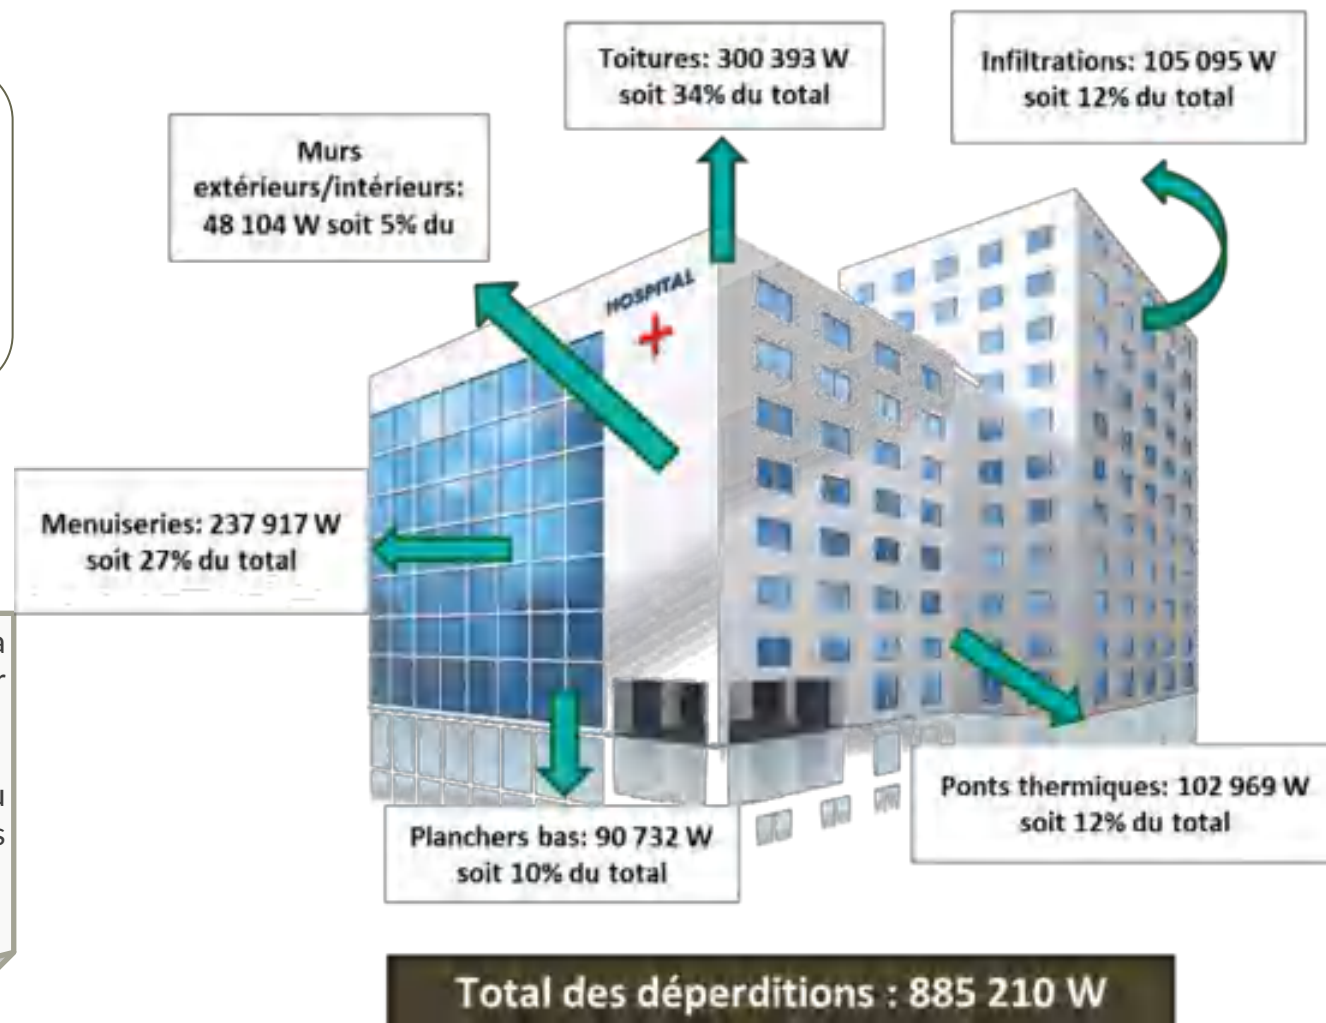 Toitures: 300 393 W
soit 34% du total
Infiltrations: 105 095 W
soit 12% du total
Murs
extérieurs/intérieurs:
48 104 W soit 5% du
HOSPITAL
Menuiseries: 237 917 W
soit 27% du total
a
r
u
s
Ponts thermiques: 102 969 W
soit 12% du total
Planchers bas: 90 732 W
soit 10% du total
Total des déperditions : 885 210 W